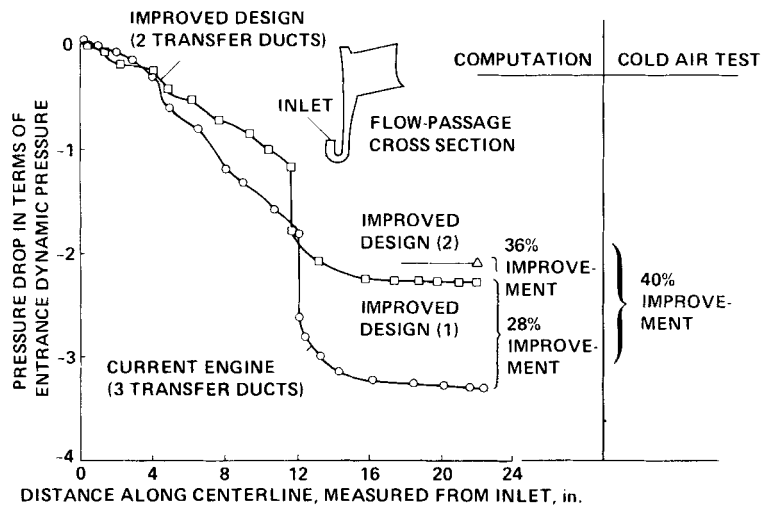 IMPROVED DESIGN
(2 TRANSFER DUCTS)
COMPUTATION
COLD AIR TEST
INLET
FLOW-PASSAGE
CROSS SECTION
PRESSURE DROP IN TERMS OF
ENTRANCE DYNAMIC PRESSURE
0
-1
-2
-3
-4
IMPROVED
DESIGN (2)
36%
IMPROVE-
MENT
IMPROVED
DESIGN (1)
28%
IMPROVE-
MENT
40%
IMPROVE-
MENT
CURRENT ENGINE
(3 TRANSFER DUCTS)
0 4 8 12 16 20 24
DISTANCE ALONG CENTERLINE, MEASURED FROM INLET, in.